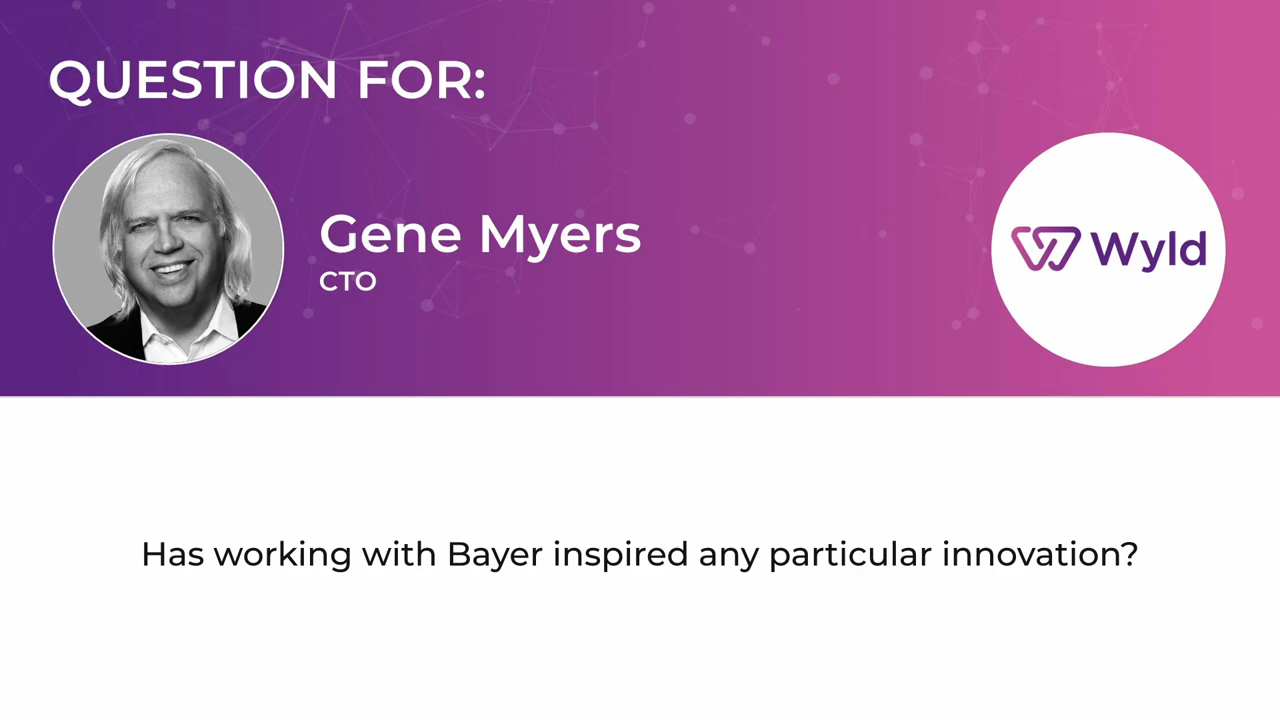 QUESTION FOR:
Gene Myers
CTO
Wyld
Has working with Bayer inspired any particular innovation?